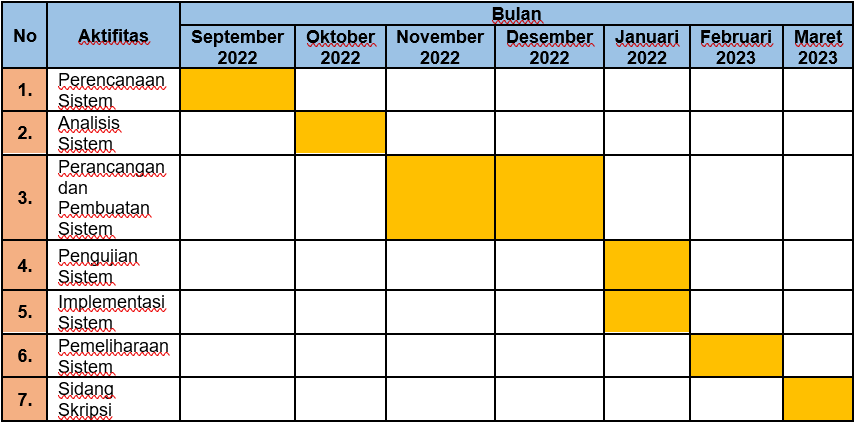 No
Aktifitas
Bulan
September
2022
Oktober
2022
November
2022
Desember
2022
Januari
2022
Februari
2023
Maret
2023
1.
Perencanaan
Sistem
2.
Analisis
Sistem
3.
Perancangan
dan
Pembuatan
Sistem
4.
Pengujian
Sistem
5.
Implementasi
Sistem
6.
Pemeliharaan
Sistem
7.
Sidang
Skripsi